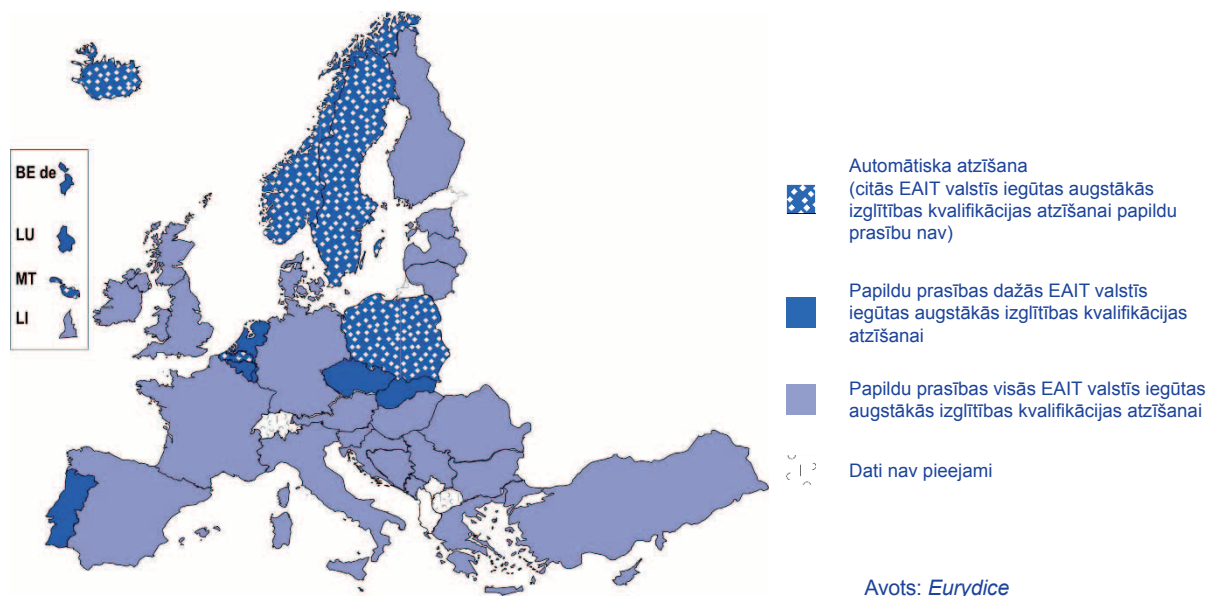 BE de
LU
MT
LI
Automātiska atzīšana
(citās EAIT valstīs iegūtas augstākās
izglītības kvalifikācijas atzīšanai papildu
prasību nav)
Papildu prasības dažās EAIT valstīs
iegūtas augstākās izglītības kvalifikācijas
atzīšanai
Papildu prasības visās EAIT valstīs iegūtas
augstākās izglītības kvalifikācijas atzīšanai
Dati nav pieejami
Avots: Eurydice